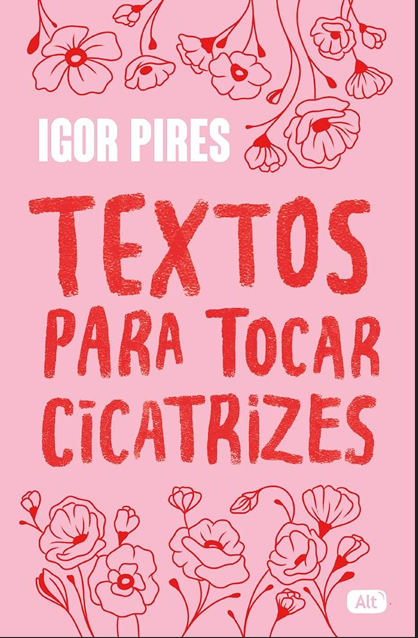 IGOR PIRES
TEXTOS
PARA TOCAR
CiCATRiZES
Alt